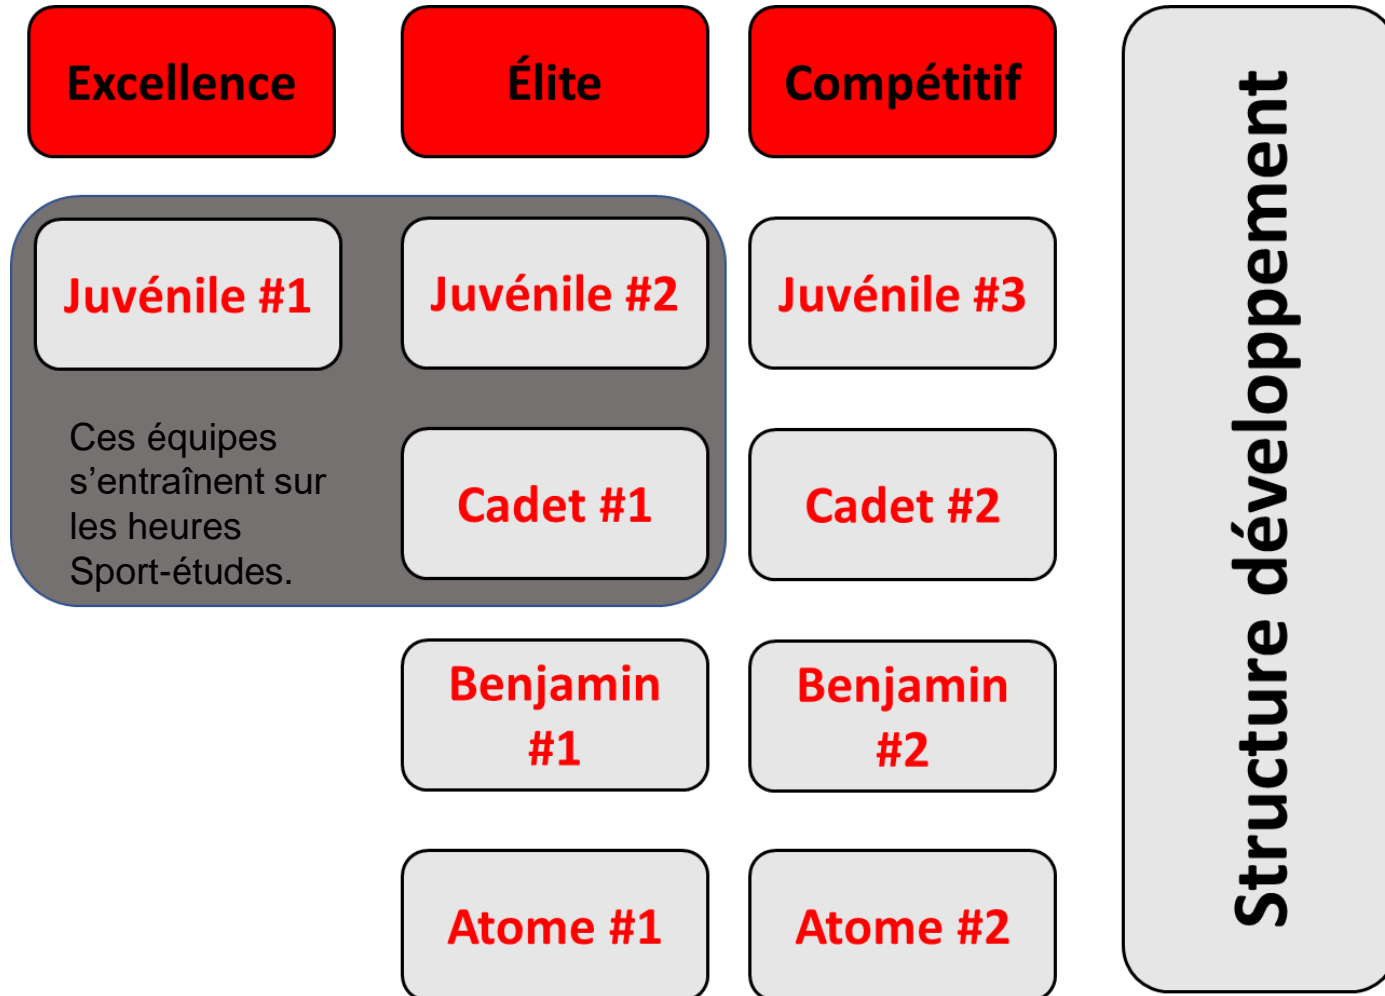 Excellence
Élite
Compétitif
Juvénile #1
Juvénile #2
Juvénile #3
Ces équipes
s’entraînent sur
les heures
Sport-études.
Cadet #1
Cadet #2
Benjamin
#1
Benjamin
#2
Atome #1
Atome #2
Structure développement